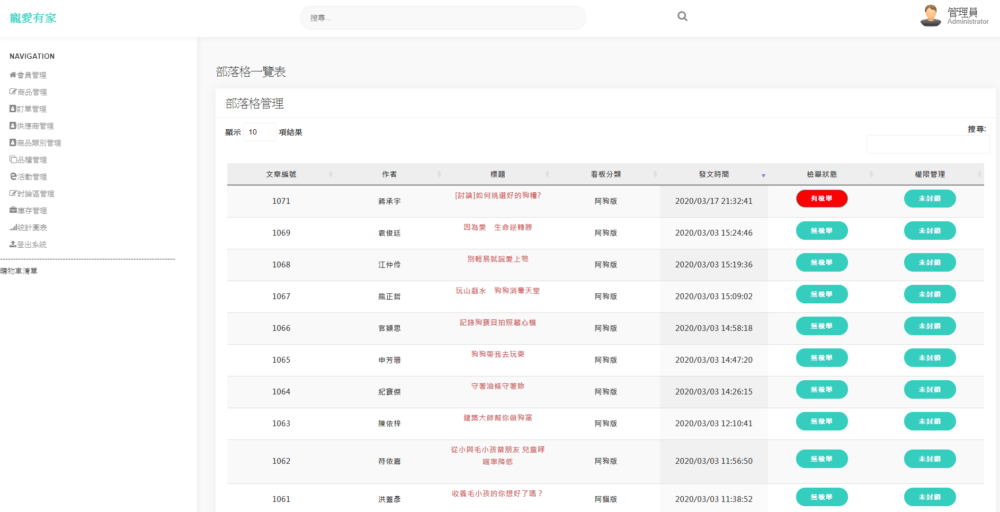 寵愛有家
搜尋...
管理員
Administrator
NAVIGATION
會員管理
商品管理
訂單管理
供應商管理
商品類別管理
品種管理
活動管理
討論區管理
庫存管理
統計圖表
登出系統
------------------------------------------------------------------
購物車清單
部落格一覽表
部落格管理
顯示 10 項結果
搜尋:
文章編號 作者 標題 看板分類 發文時間 檢舉狀態 權限管理
1071 蔣承宇 [討論]如何挑選好的狗糧? 阿狗版 2020/03/17 21:32:41 有檢舉 未封鎖
1069 袁俊廷 因為愛　生命逆轉勝 阿狗版 2020/03/03 15:24:46 無檢舉 未封鎖
1068 江仲伶 別輕易就說愛上牠 阿狗版 2020/03/03 15:19:36 無檢舉 未封鎖
1067 熊正哲 玩山戲水　狗狗消暑天堂 阿狗版 2020/03/03 15:09:02 無檢舉 未封鎖
1066 官穎思 記錄狗寶貝拍照藏心機 阿狗版 2020/03/03 14:58:18 無檢舉 未封鎖
1065 申芳珊 狗狗帶我去玩耍 阿狗版 2020/03/03 14:47:20 無檢舉 未封鎖
1064 紀寶傑 守著油條守著妳 阿狗版 2020/03/03 14:26:15 無檢舉 未封鎖
1063 陳依梓 建築大師幫你做狗窩 阿狗版 2020/03/03 12:10:41 無檢舉 未封鎖
1062 符依嘉 從小與毛小孩當朋友 兒童哮 阿狗版 2020/03/03 11:56:50 無檢舉 未封鎖
喘率降低
1061 洪蓋彥 收養毛小孩的你想好了嗎？ 阿貓版 2020/03/03 11:38:52 無檢舉 未封鎖